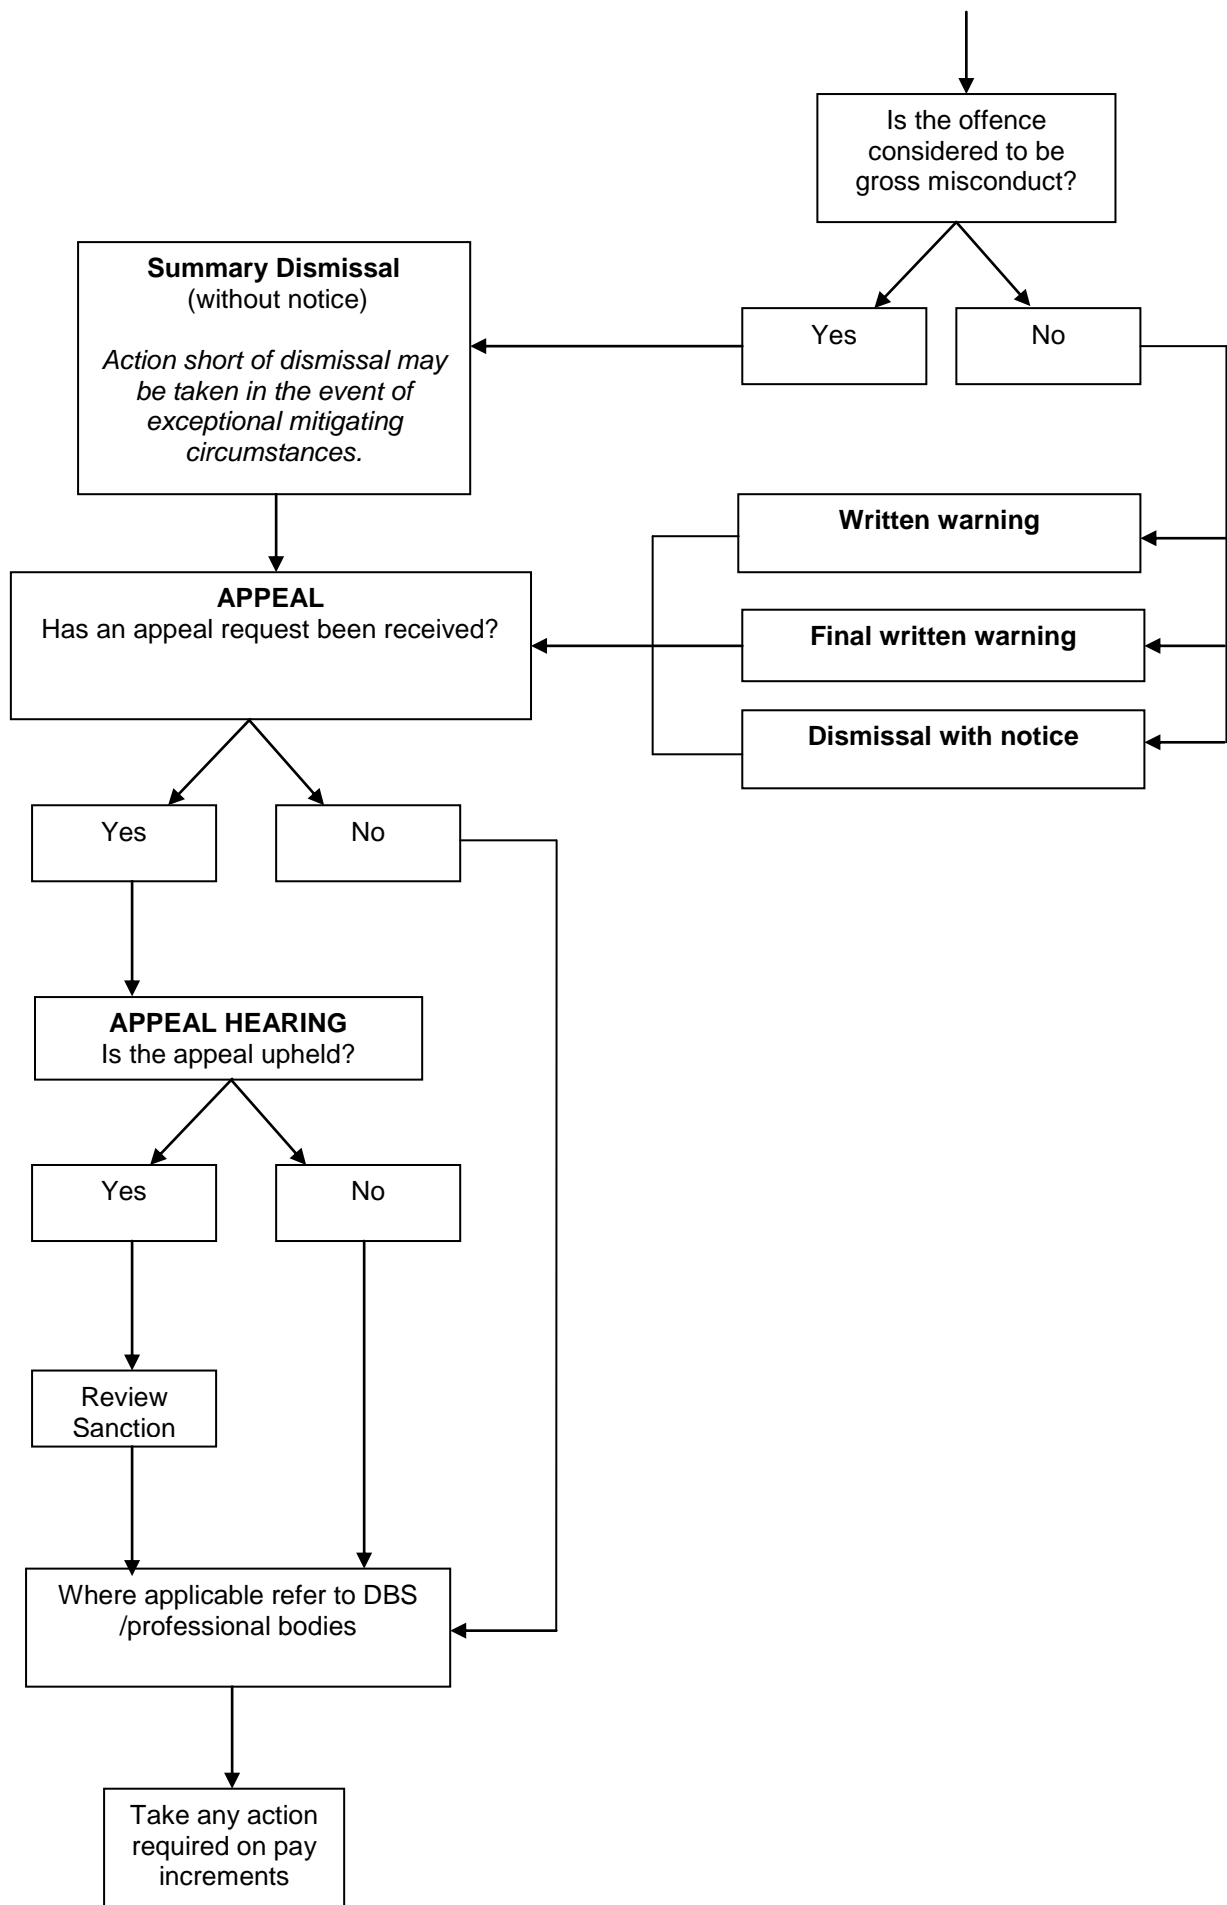 Is the offence
considered to be
gross misconduct?
Summary Dismissal
(without notice)
Action short of dismissal may
be taken in the event of
exceptional mitigating
circumstances.
Yes
No
Written warning
Final written warning
Dismissal with notice
APPEAL
Has an appeal request been received?
Yes
No
APPEAL HEARING
Is the appeal upheld?
Yes
No
Review
Sanction
Where applicable refer to DBS
/professional bodies
Take any action
required on pay
increments